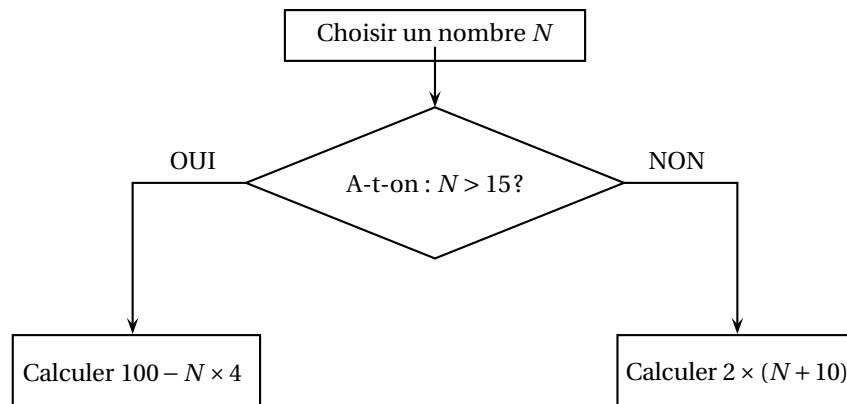 Choisir un nombre N
OUI
NON
A-t-on : N > 15 ?
Calculer 100 − N × 4
Calculer 2 × (N + 10)